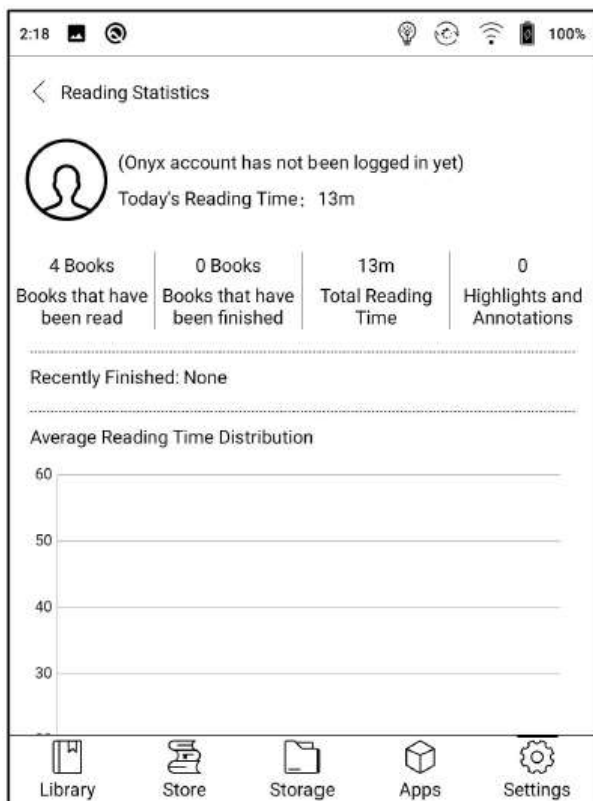 2:18 100%
Reading Statistics
(Onyx account has not been logged in yet)
Today's Reading Time: 13m
4 Books 0 Books 13m 0
Books that have Books that have Total Reading Highlights and
been read been finished Time Annotations
Recently Finished: None
Average Reading Time Distribution
60
50
40
30
Library Store Storage Apps Settings